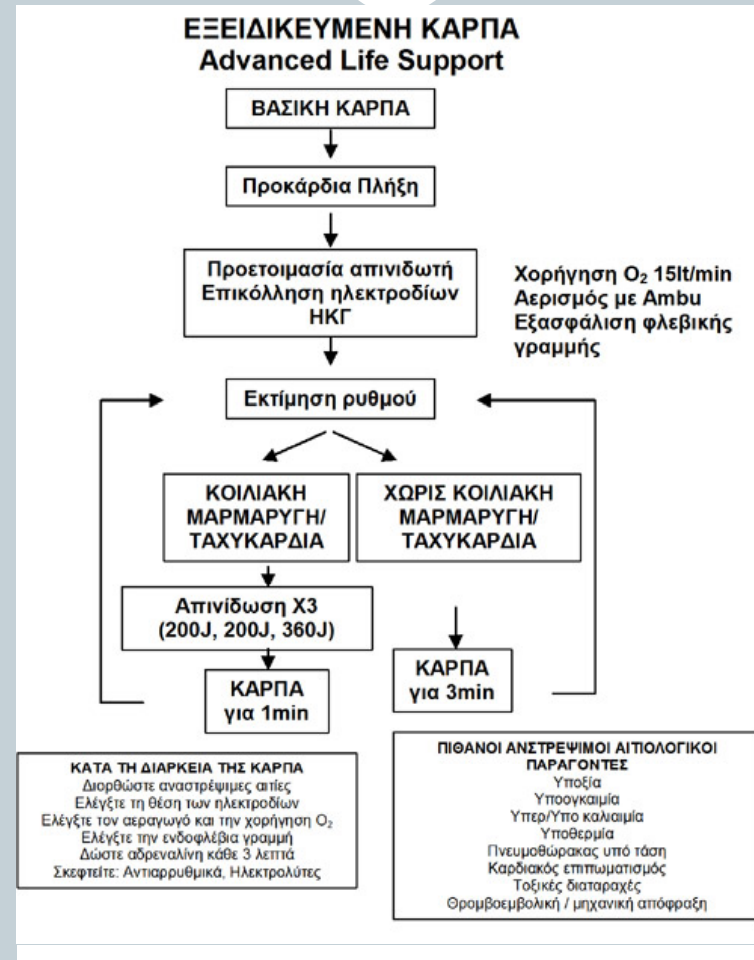 ΕΞΕΙΔΙΚΕΥΜΕΝΗ ΚΑΡΠΑ
Advanced Life Support
ΒΑΣΙΚΗ ΚΑΡΠΑ
Προκάρδια Πλήξη
Προετοιμασία απινιδωτή
Επικόλληση ηλεκτροδίων
ΗΚΓ
Χορήγηση O₂ 15lt/min
Αερισμός με Ambu
Εξασφάλιση φλεβικής
γραμμής
Εκτίμηση ρυθμού
ΚΟΙΛΙΑΚΗ
ΜΑΡΜΑΡΥΓΗ/
ΤΑΧΥΚΑΡΔΙΑ
ΧΩΡΙΣ ΚΟΙΛΙΑΚΗ
ΜΑΡΜΑΡΥΓΗ/
ΤΑΧΥΚΑΡΔΙΑ
Απινίδωση Χ3
(200J, 200J, 360J)
ΚΑΡΠΑ
για 1min
ΚΑΡΠΑ
για 3min
ΚΑΤΑ ΤΗ ΔΙΑΡΚΕΙΑ ΤΗΣ ΚΑΡΠΑ
Διορθώστε αναστρέψιμες αιτίες
Ελέγξτε τη θέση των ηλεκτροδίων
Ελέγξτε τον αεραγωγό και την χορήγηση O₂
Ελέγξτε την ενδοφλέβια γραμμή
Δώστε αδρεναλίνη κάθε 3 λεπτά
Σκεφτείτε: Αντιαρρυθμικά, Ηλεκτρολύτες
ΠΙΘΑΝΟΙ ΑΝΣΤΡΕΨΙΜΟΙ ΑΙΤΙΟΛΟΓΙΚΟΙ
ΠΑΡΑΓΟΝΤΕΣ
Υποξία
Υποογκαιμία
Υπερ/Υπο καλιαιμία
Υποθερμία
Πνευμοθώρακας υπό τάση
Καρδιακός επιπωματισμός
Τοξικές διαταραχές
Θρομβοεμβολική / μηχανική απόφραξη